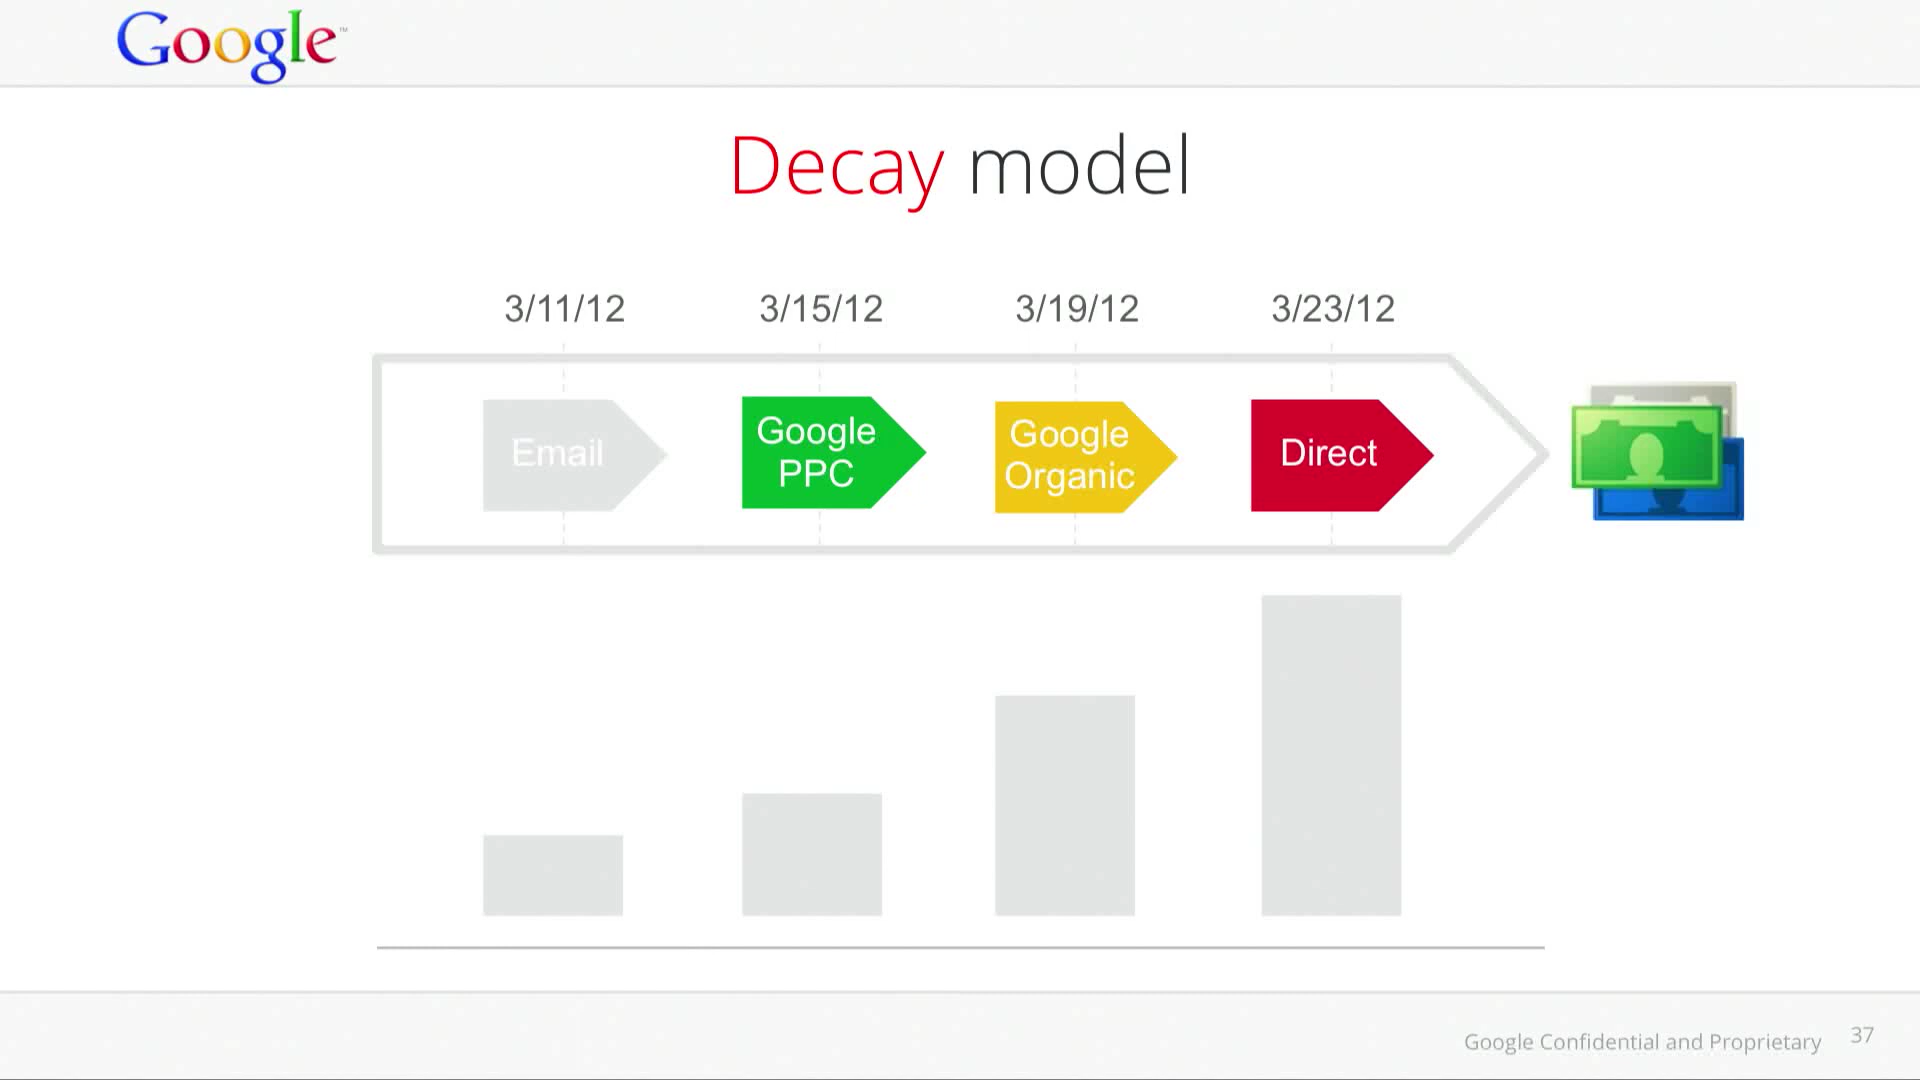 Google™
Decay model
3/11/12 3/15/12 3/19/12 3/23/12
Email
Google
PPC
Google
Organic
Direct
Google Confidential and Proprietary 37